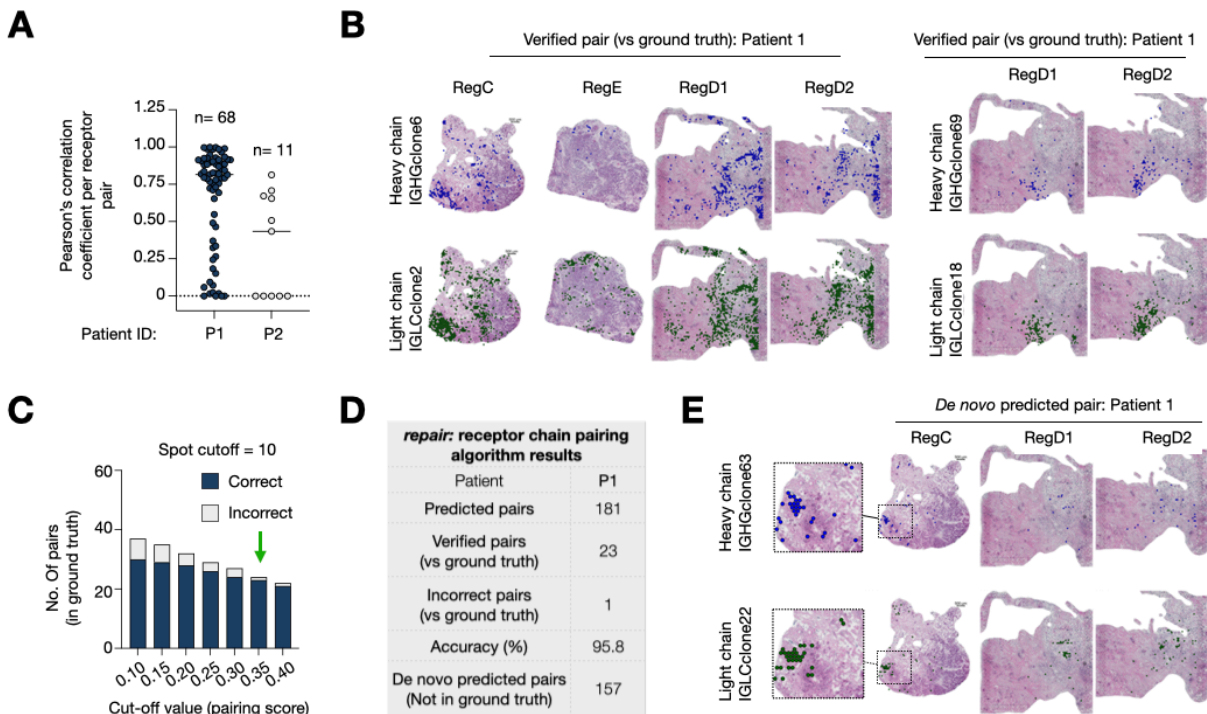 A
Pearson's correlation
coefficient per receptor
pair
1.25
1.00
0.75
0.50
0.25
0
n= 68
n= 11
Patient ID:
P1
P2
B
Verified pair (vs ground truth): Patient 1
RegC
RegE
RegD1
RegD2
Heavy chain
IGHGclone6
Light chain
IGLCclone2
Verified pair (vs ground truth): Patient 1
RegD1
RegD2
Heavy chain
IGHGclone69
Light chain
IGLCclone18
C
Spot cutoff = 10
Correct
Incorrect
No. Of pairs
(in ground truth)
60
40
20
0
0.10
0.15
0.20
0.25
0.30
0.35
0.40
Cut-off value (pairing score)
D
repair: receptor chain pairing
algorithm results
Patient P1
Predicted pairs 181
Verified pairs
(vs ground truth) 23
Incorrect pairs
(vs ground truth) 1
Accuracy (%) 95.8
De novo predicted pairs
(Not in ground truth) 157
E
De novo predicted pair: Patient 1
RegC
RegD1
RegD2
Heavy chain
IGHGclone63
Light chain
IGLCclone22